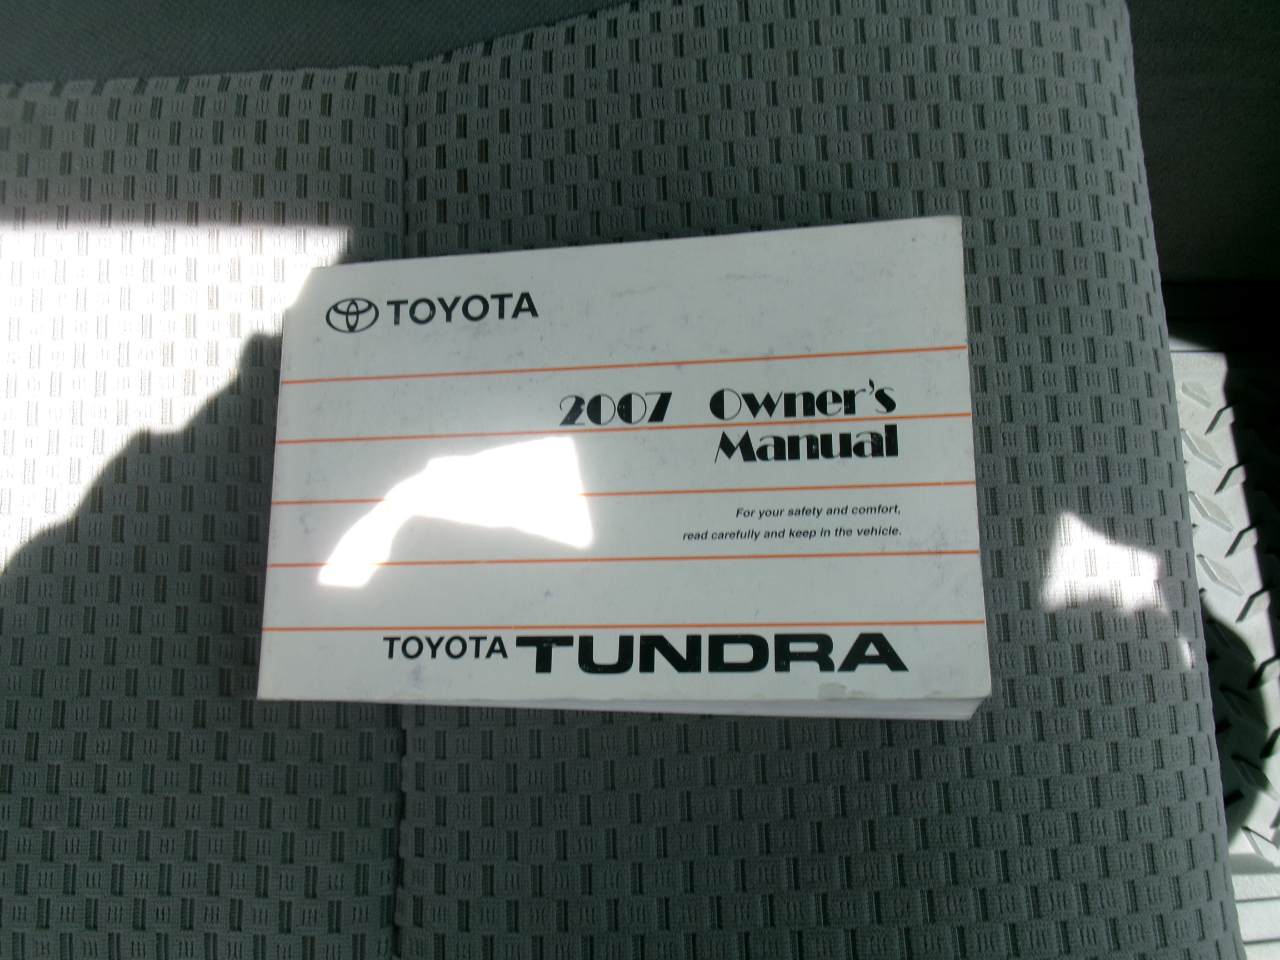 TOYOTA
2007 Owner's
Manual
For your safety and comfort,
read carefully and keep in the vehicle.
TOYOTA TUNDRA